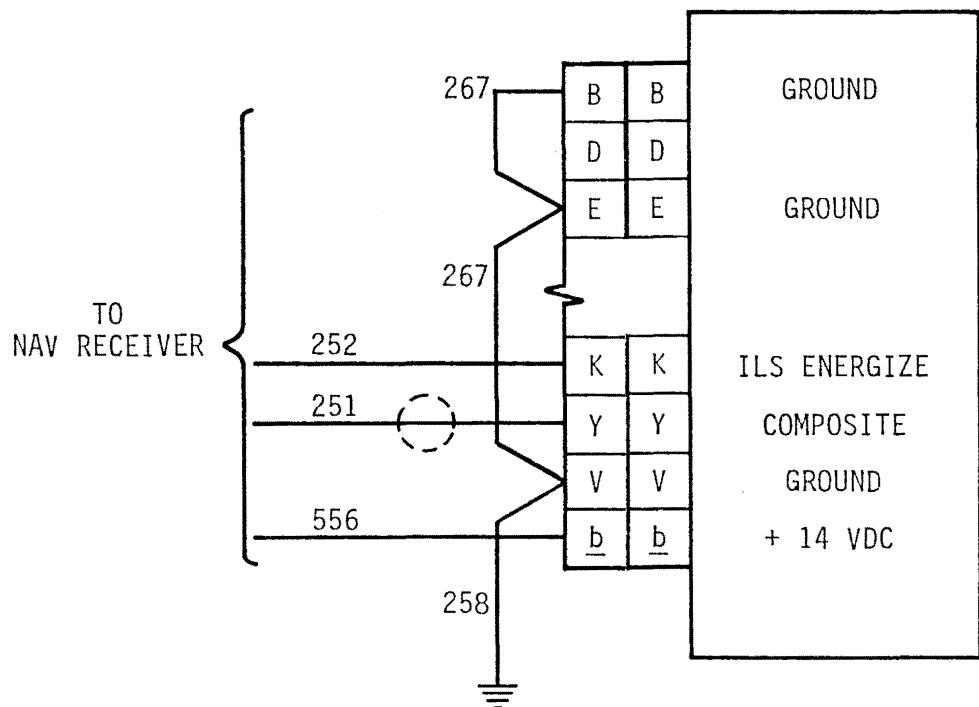 267 B B GROUND
D D
E E GROUND
267
TO
NAV RECEIVER
252 K K ILS ENERGIZE
251 Y Y COMPOSITE
V V GROUND
556 b b + 14 VDC
258